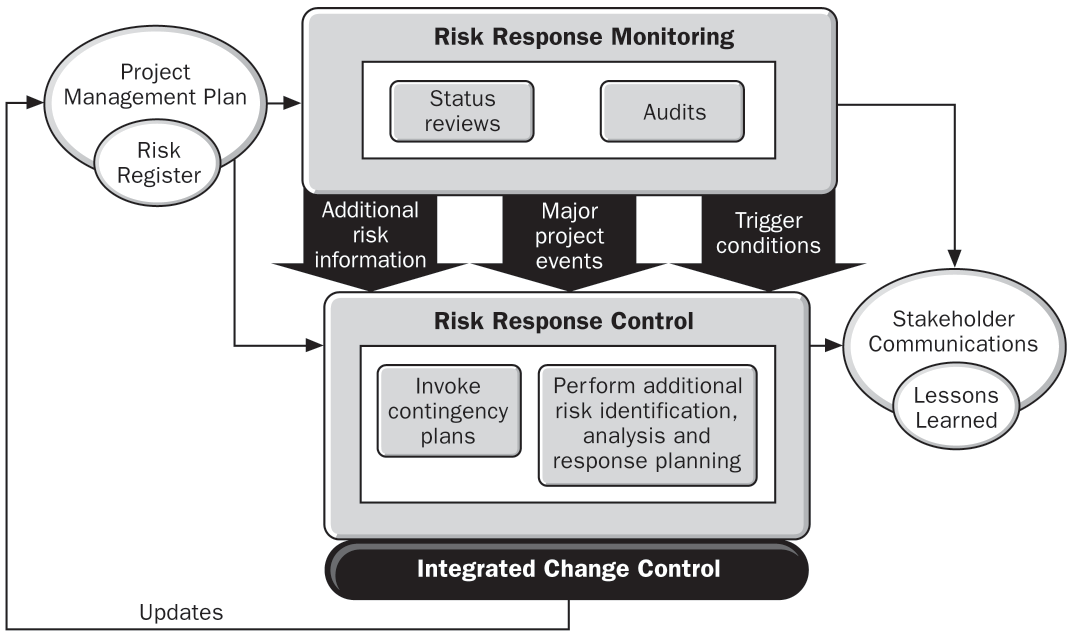 Project
Management Plan
Risk
Register
Risk Response Monitoring
Status
reviews
Audits
Additional
risk
information
Major
project
events
Trigger
conditions
Risk Response Control
Invoke
contingency
plans
Perform additional
risk identification,
analysis and
response planning
Stakeholder
Communications
Lessons
Learned
Integrated Change Control
Updates